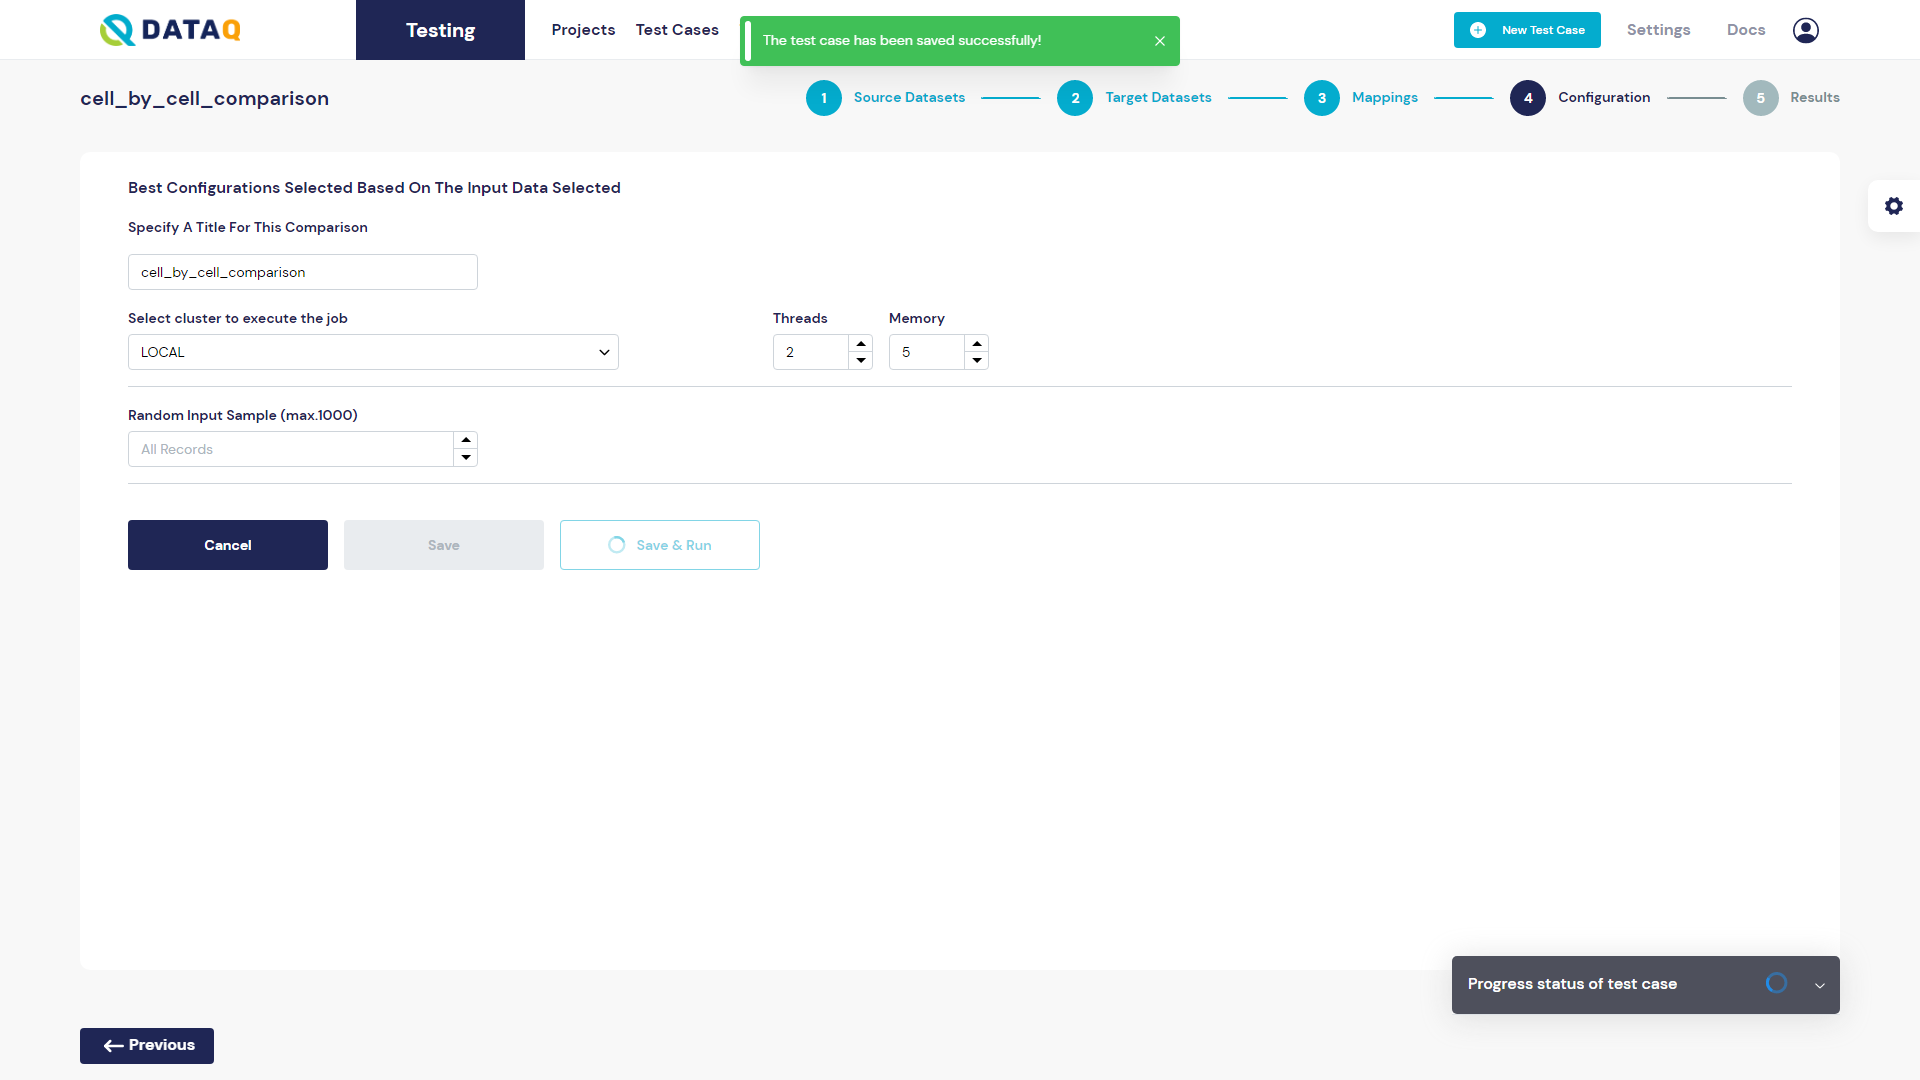 DATAQ
Testing
Projects
Test Cases
The test case has been saved successfully!
New Test Case
Settings
Docs
cell_by_cell_comparison
1 Source Datasets
2 Target Datasets
3 Mappings
4 Configuration
5 Results
Best Configurations Selected Based On The Input Data Selected
Specify A Title For This Comparison
cell_by_cell_comparison
Select cluster to execute the job
Threads
Memory
LOCAL
2
5
Random Input Sample (max.1000)
All Records
Cancel
Save
Save & Run
Progress status of test case
Previous